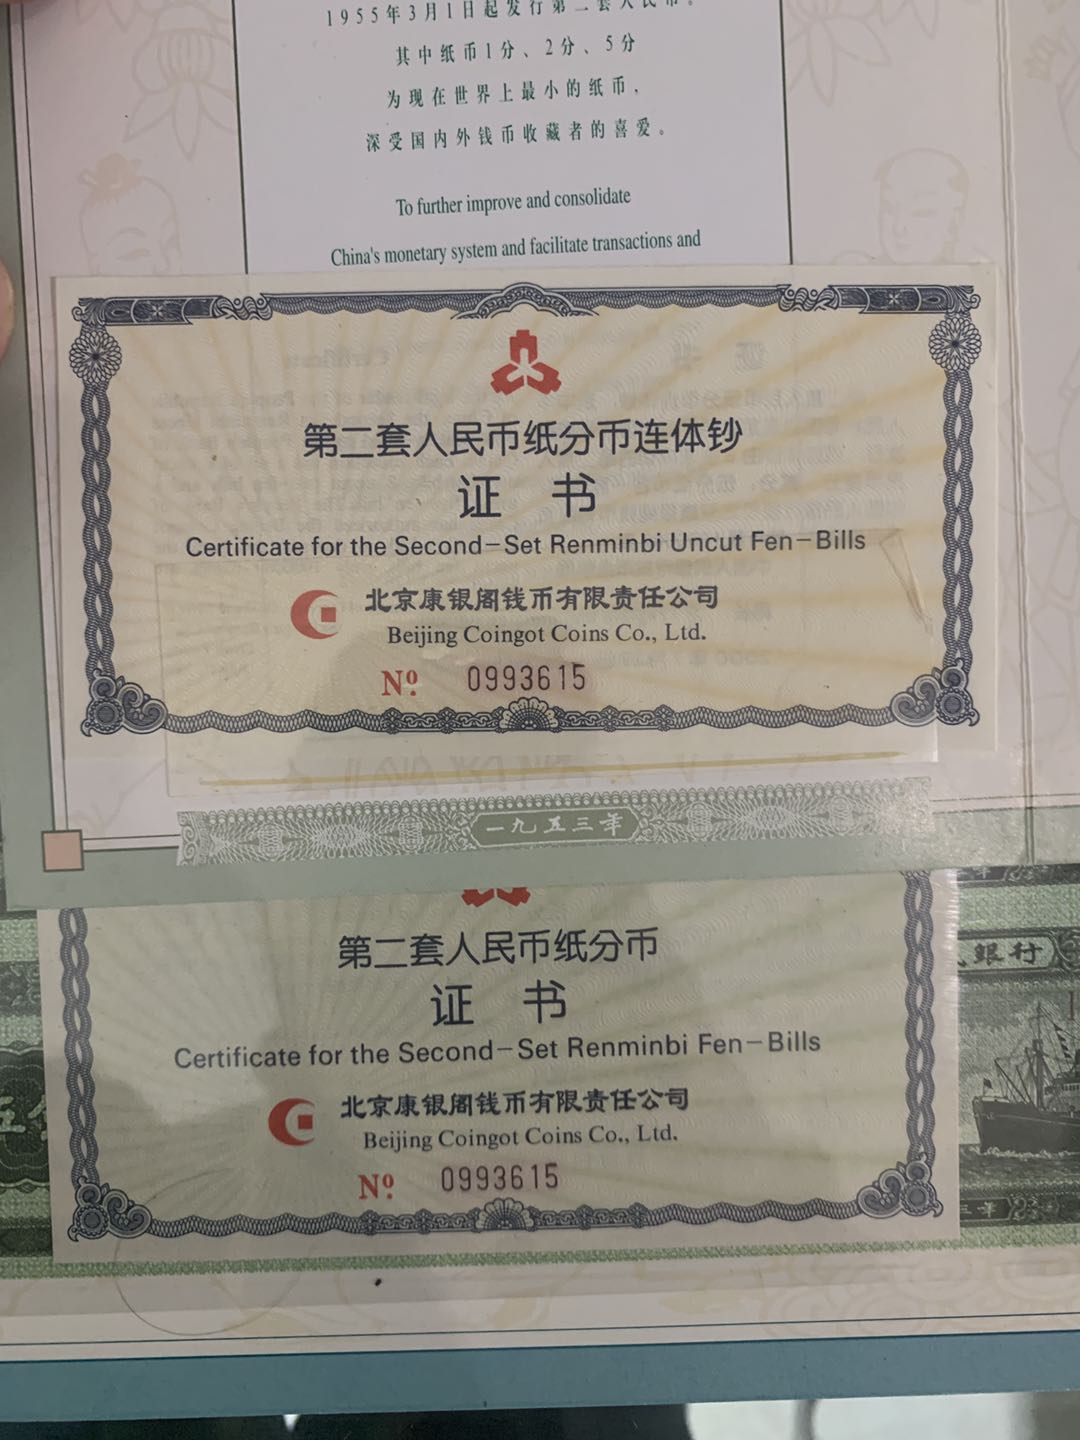 1955年3月1日起发行第二套人民币。
其中纸币1分、2分、5分
为现在世界上最小的纸币，
深受国内外钱币收藏者的喜爱。
To further improve and consolidate
China's monetary system and facilitate transactions and
第二套人民币纸分币连体钞
证 书
Certificate for the Second-Set Renminbi Uncut Fen-Bills
北京康银阁钱币有限责任公司
Beijing Coingot Coins Co., Ltd.
Nº. 0993615
一九五三年
第二套人民币纸分币
证 书
Certificate for the Second-Set Renminbi Fen-Bills
北京康银阁钱币有限责任公司
Beijing Coingot Coins Co., Ltd.
Nº. 0993615
銀行